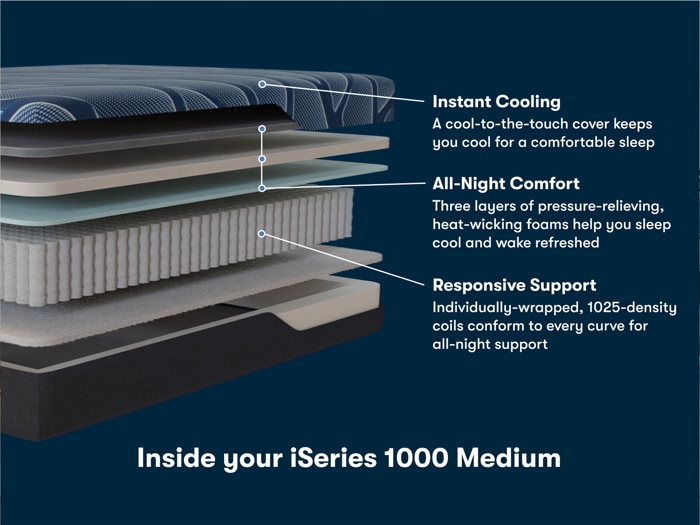 Instant Cooling
A cool-to-the-touch cover keeps
you cool for a comfortable sleep
All-Night Comfort
Three layers of pressure-relieving,
heat-wicking foams help you sleep
cool and wake refreshed
Responsive Support
Individually-wrapped, 1025-density
coils conform to every curve for
all-night support
Inside your iSeries 1000 Medium